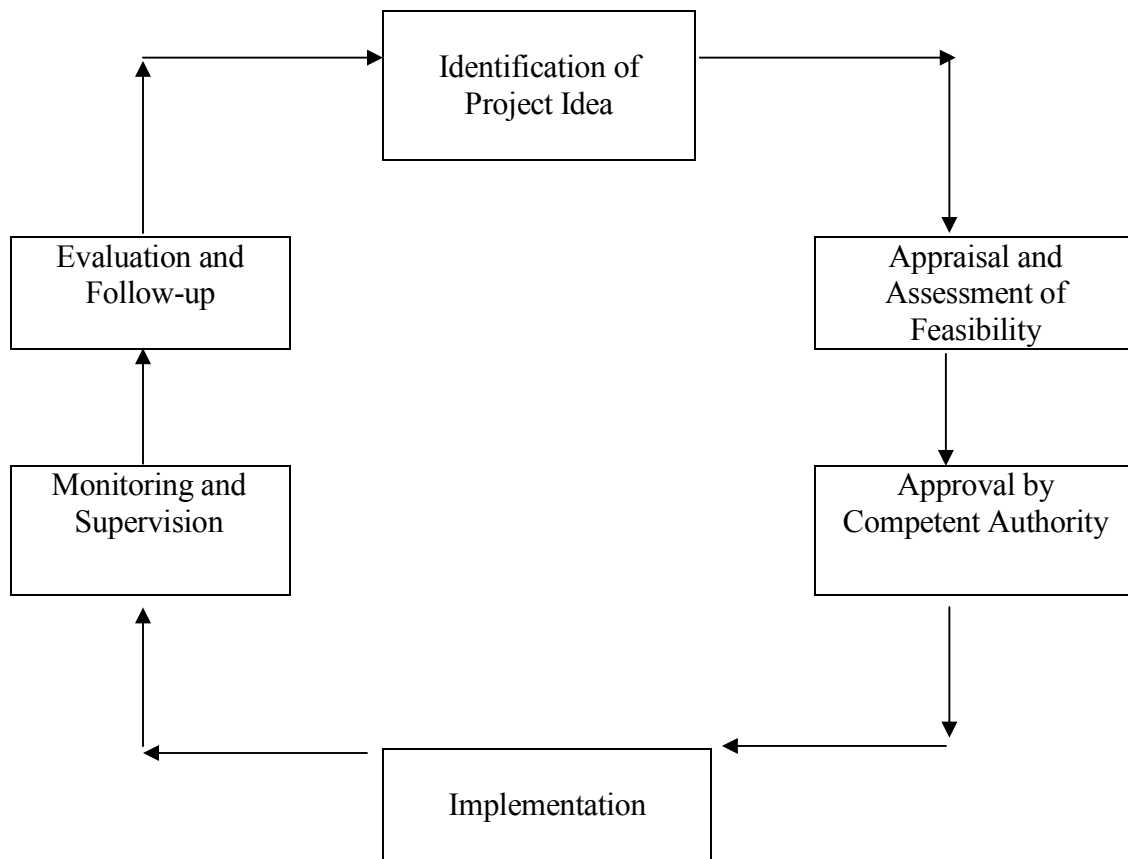 Identification of
Project Idea
Evaluation and
Follow-up
Appraisal and
Assessment of
Feasibility
Monitoring and
Supervision
Approval by
Competent Authority
Implementation